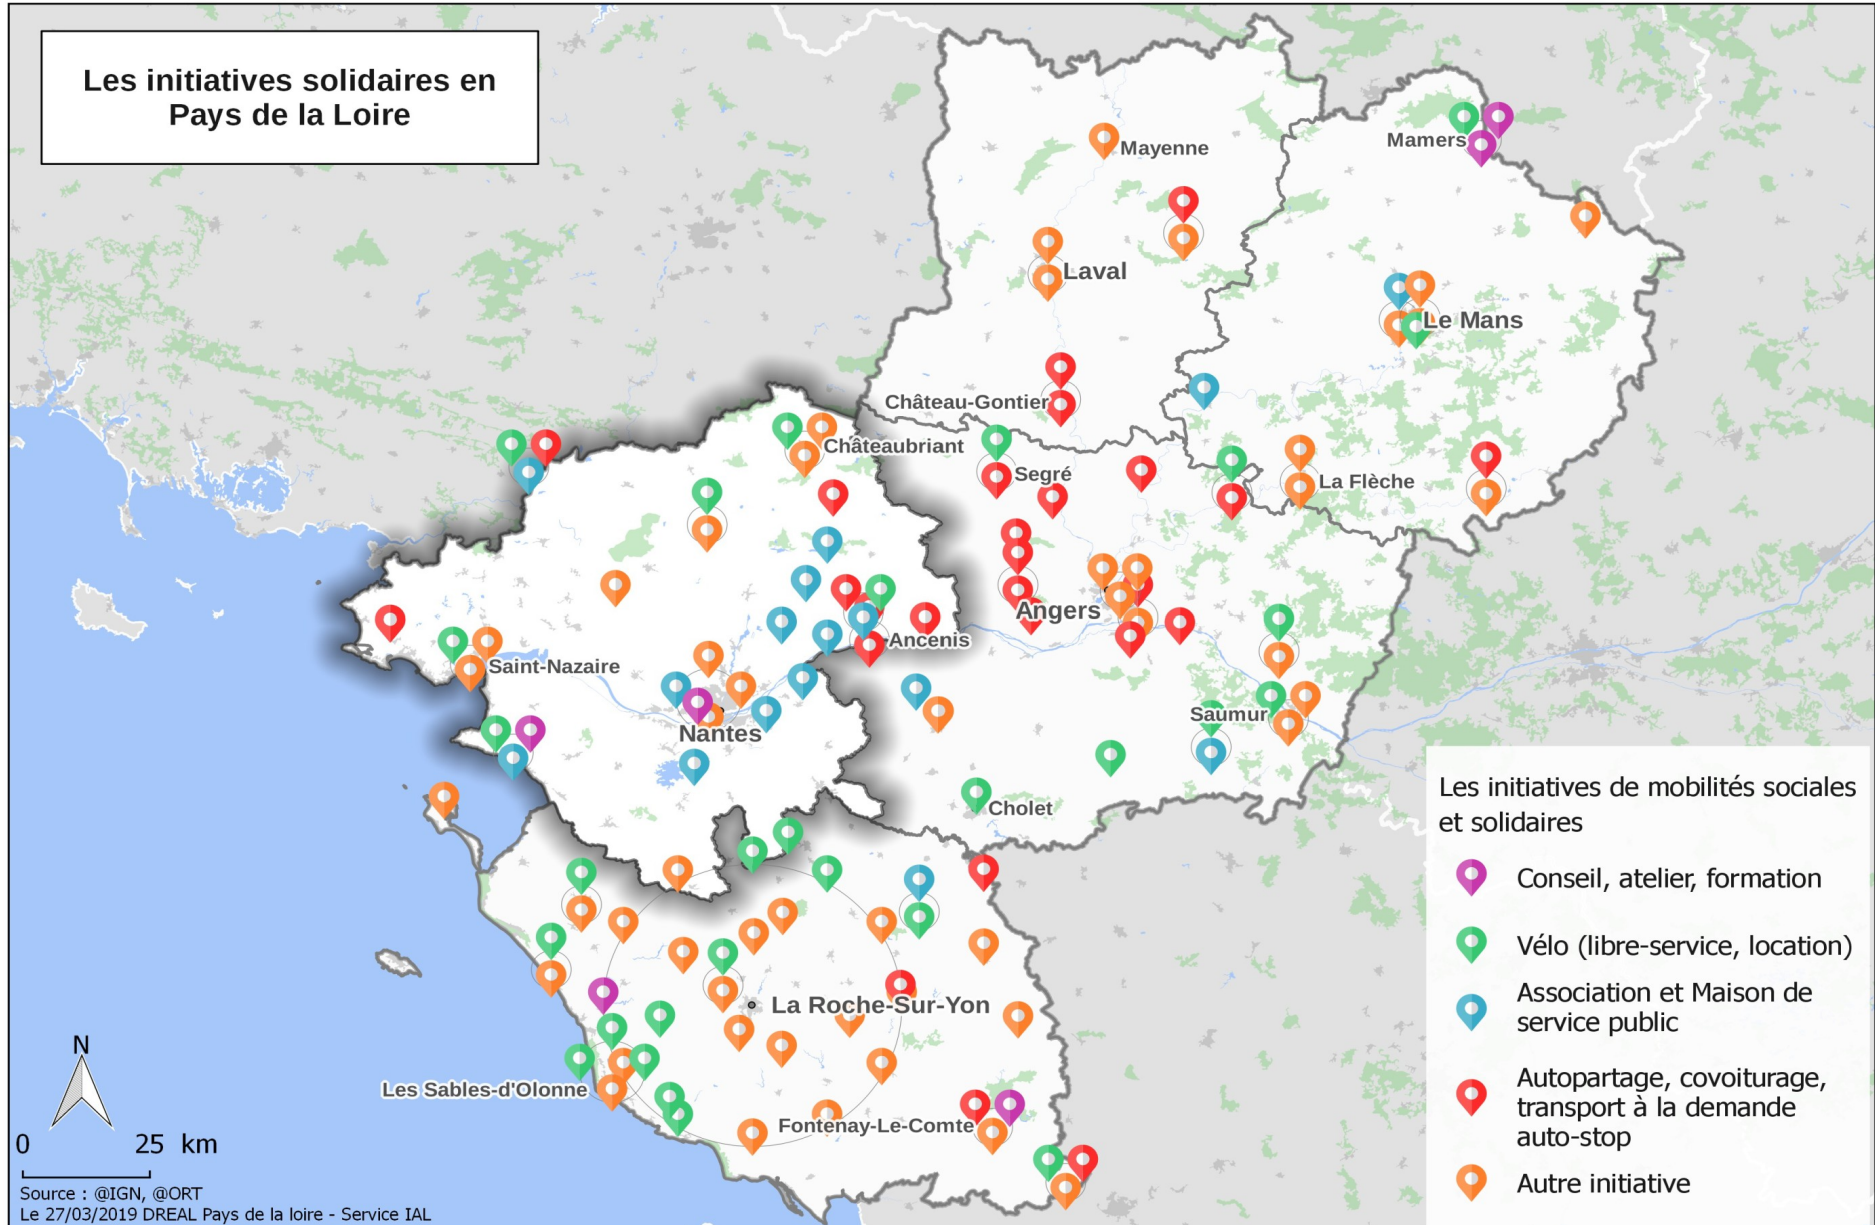 Les initiatives solidaires en
Pays de la Loire
Mamers
Mayenne
Laval
Le Mans
Château-Gontier
Châteaubriant
Segré
La Flèche
Angers
Ancenis
Saint-Nazaire
Saumur
Nantes
Cholet
La Roche-Sur-Yon
Les Sables-d'Olonne
Fontenay-Le-Comte
Les initiatives de mobilités sociales
et solidaires
Conseil, atelier, formation
Vélo (libre-service, location)
Association et Maison de
service public
Autopartage, covoiturage,
transport à la demande
auto-stop
Autre initiative
N
0 25 km
Source : @IGN, @ORT
Le 27/03/2019 DREAL Pays de la loire - Service IAL